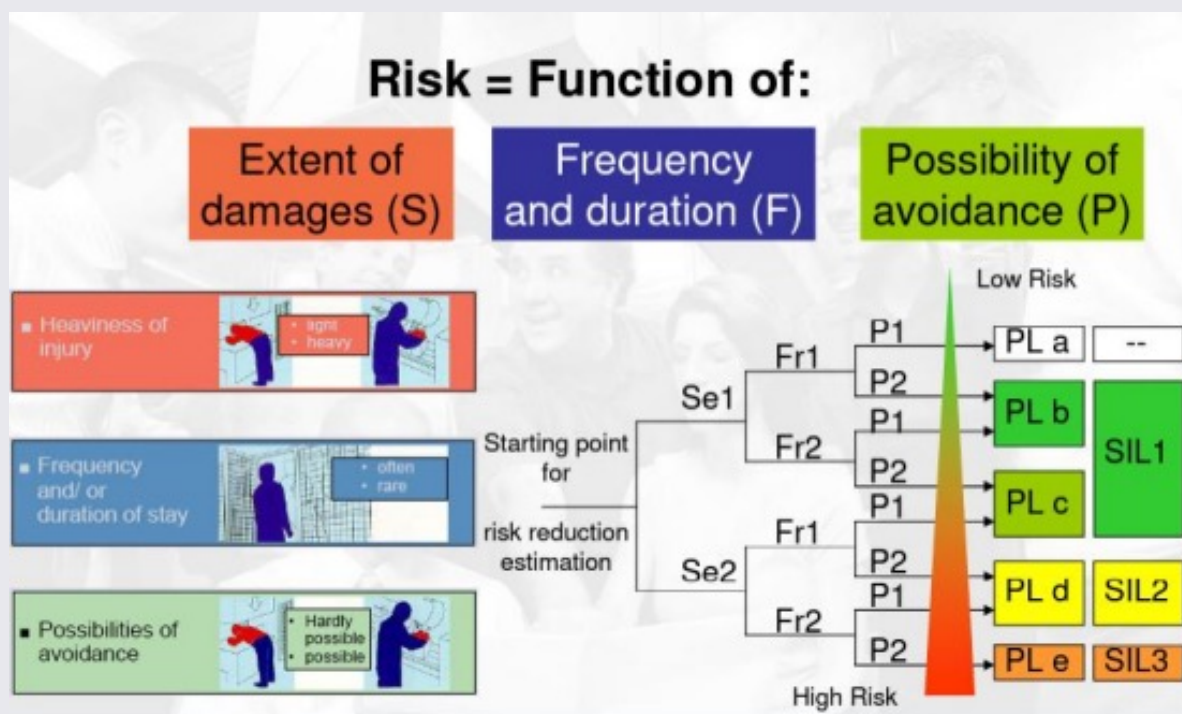 Risk = Function of:
Extent of
damages (S)
Frequency
and duration (F)
Possibility of
avoidance (P)
▪ Heaviness of
injury
• light
• heavy
▪ Frequency
and/ or
duration of stay
• often
• rare
▪ Possibilities of
avoidance
• Hardly
possible
• possible
Starting point
for
risk reduction
estimation
Se1
Se2
Fr1
Fr2
Fr1
Fr2
P1
P2
P1
P2
P1
P2
P1
P2
Low Risk
High Risk
PL a
--
PL b
SIL1
PL c
PL d
SIL2
PL e
SIL3